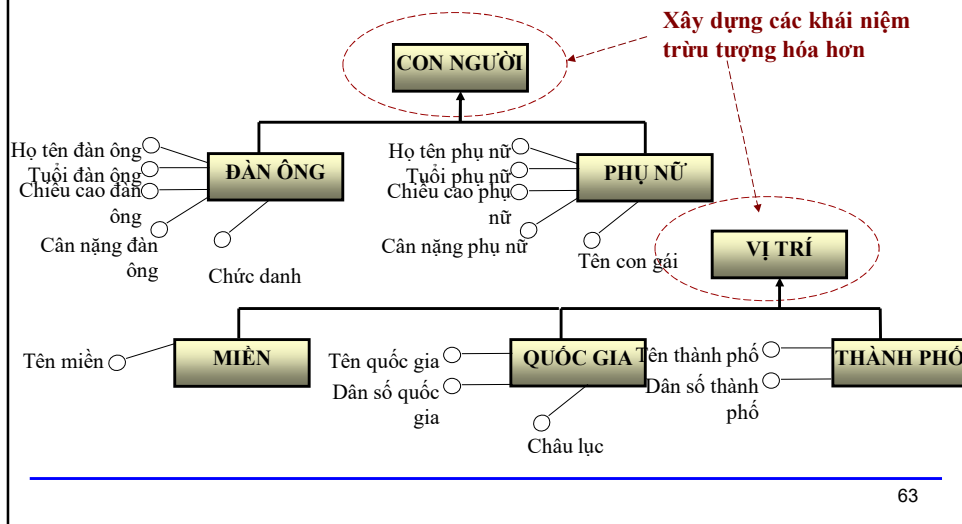 Xây dựng các khái niệm
trừu tượng hóa hơn
CON NGƯỜI
Họ tên đàn ông
Tuổi đàn ông
Chiều cao đàn
ông
Cân nặng đàn
ông
ĐÀN ÔNG
Chức danh
Họ tên phụ nữ
Tuổi phụ nữ
Chiều cao phụ
nữ
Cân nặng phụ nữ
PHỤ NỮ
Tên con gái
VỊ TRÍ
Tên miền
MIỀN
Tên quốc gia
Dân số quốc
gia
QUỐC GIA
Châu lục
Tên thành phố
Dân số thành
phố
THÀNH PHỐ
63